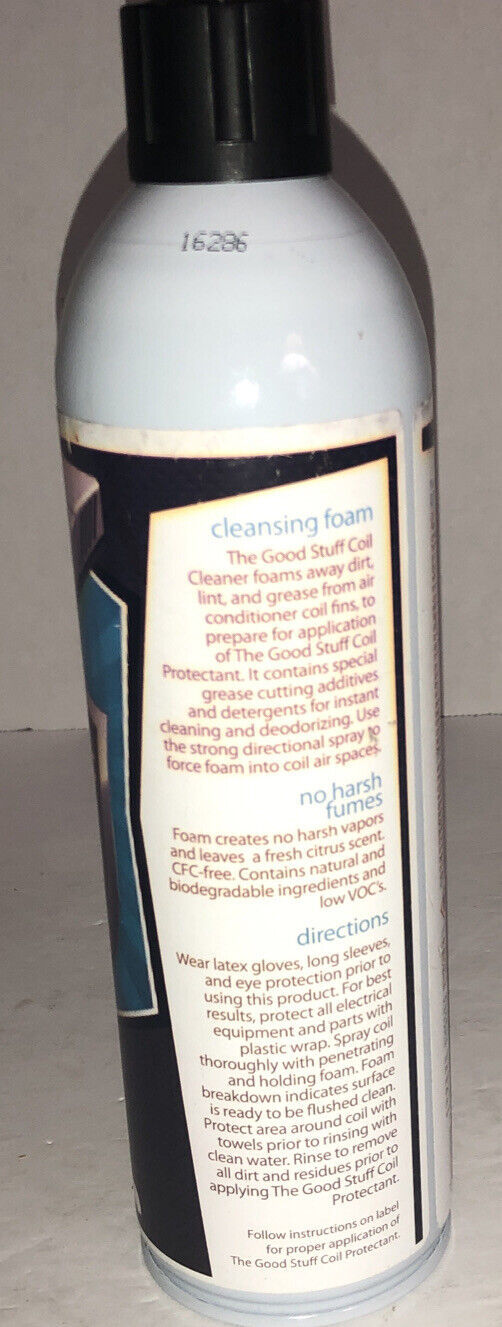 16286
cleansing foam
The Good Stuff Coil
Cleaner foams away dirt,
lint, and grease from air
conditioner coil fins, to
prepare for application
of The Good Stuff Coil
Protectant. It contains special
grease cutting additives
and detergents for instant
cleaning and deodorizing. Use
the strong directional spray to
force foam into coil air spaces.
no harsh
fumes
Foam creates no harsh vapors
and leaves a fresh citrus scent.
CFC-free. Contains natural and
biodegradable ingredients and
low VOC's.
directions
Wear latex gloves, long sleeves,
and eye protection prior to
using this product. For best
results, protect all electrical
equipment and parts with
plastic wrap. Spray coil
thoroughly with penetrating
and holding foam. Foam
breakdown indicates surface
is ready to be flushed clean.
Protect area around coil with
towels prior to rinsing with
clean water. Rinse to remove
all dirt and residues prior to
applying The Good Stuff Coil
Protectant.
Follow instructions on label
for proper application of
The Good Stuff Coil Protectant.